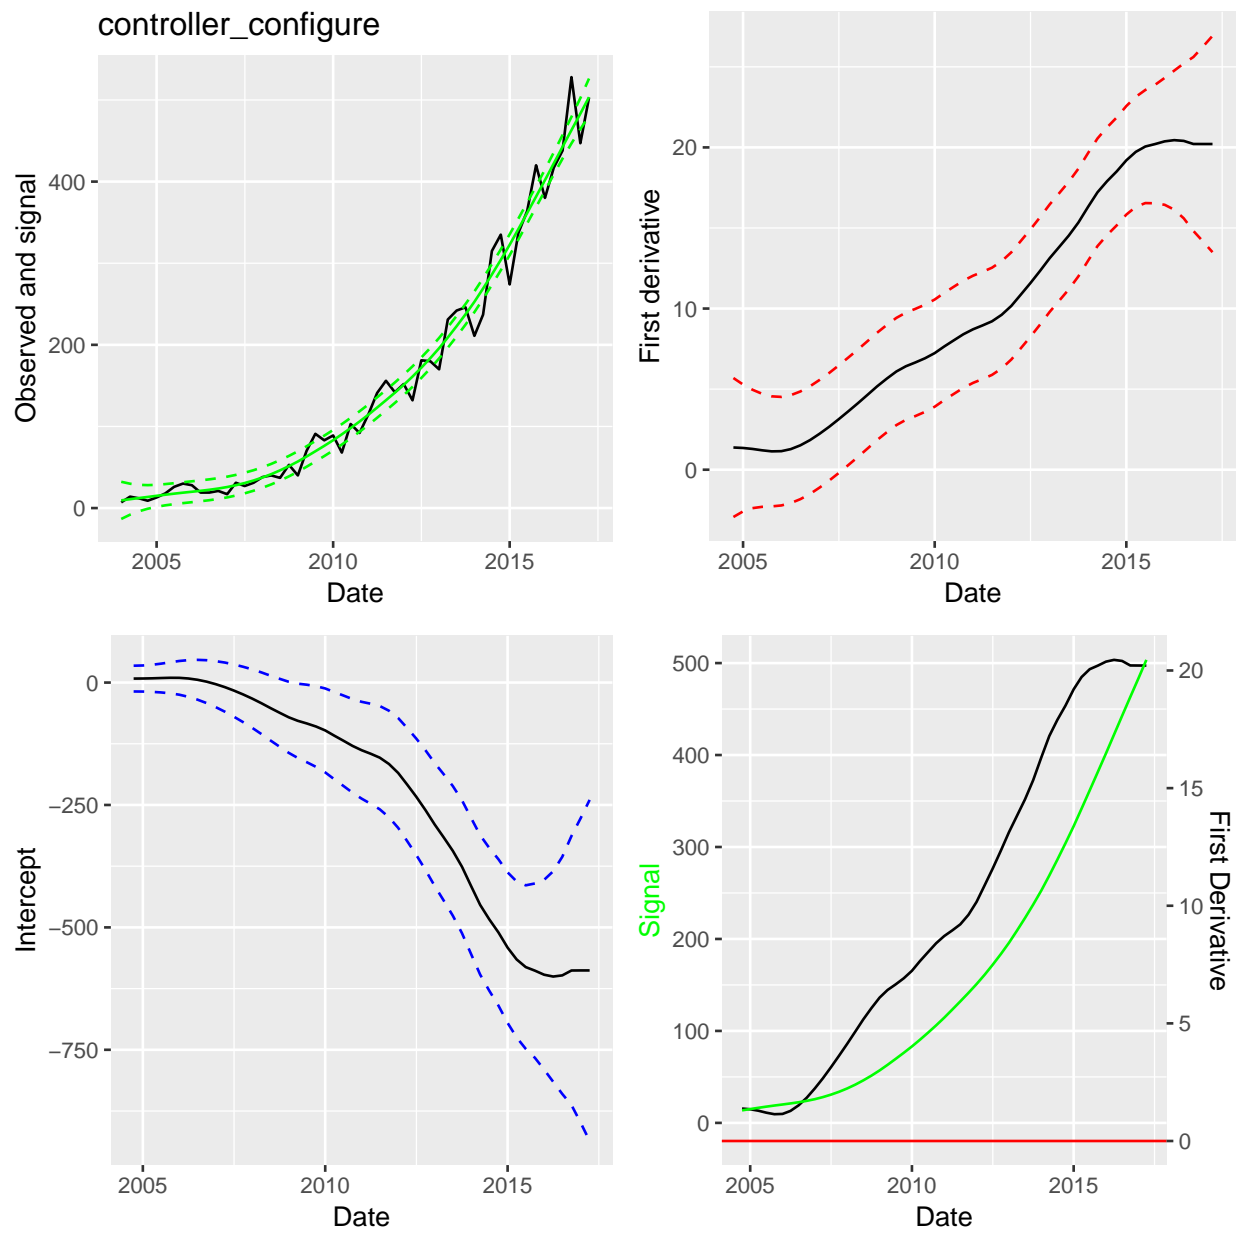 controller_configure
Observed and signal
400
200
0
2005 2010 2015
Date
First derivative
20
10
0
2005 2010 2015
Date
Intercept
0
−250
−500
−750
2005 2010 2015
Date
Signal
500
400
300
200
100
0
20
15
10
5
0
First Derivative
2005 2010 2015
Date